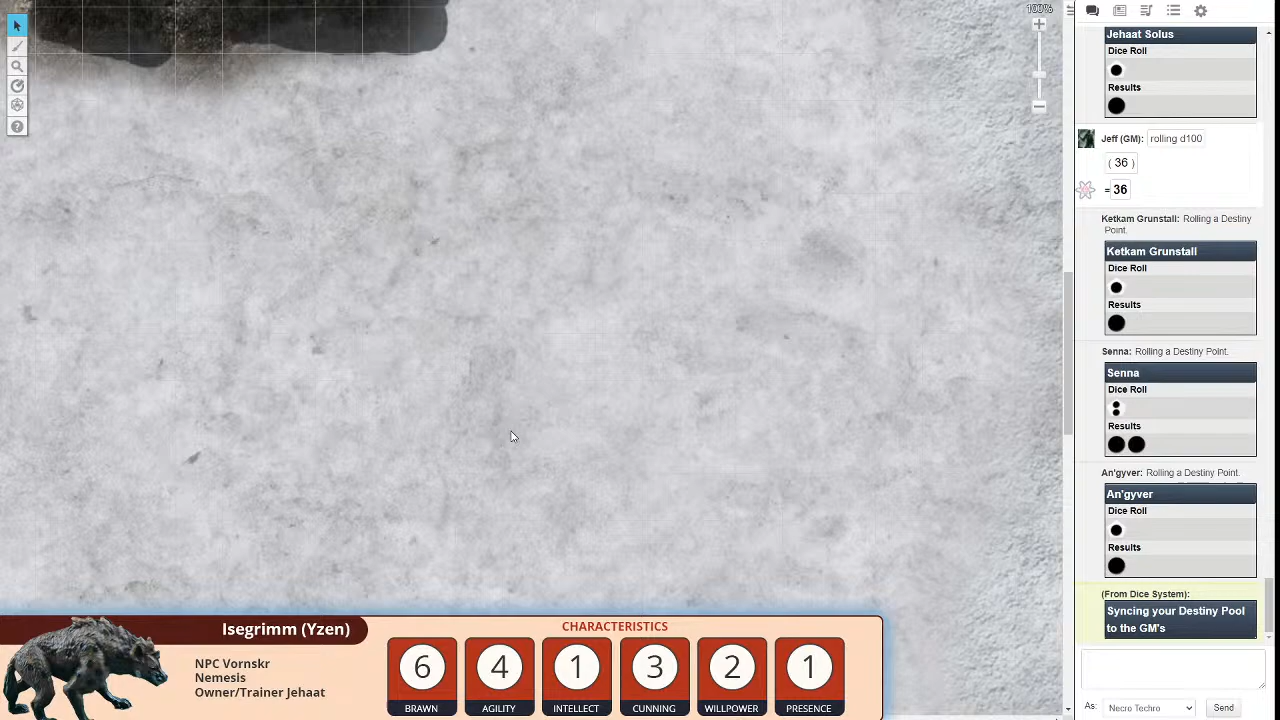 100%
Jehaat Solus
Dice Roll
Results
Jeff (GM): rolling d100
( 36 )
= 36
Ketkam Grunstall: Rolling a Destiny
Point.
Ketkam Grunstall
Dice Roll
Results
Senna: Rolling a Destiny Point.
Senna
Dice Roll
Results
An'gyver: Rolling a Destiny Point.
An'gyver
Dice Roll
Results
(From Dice System):
Syncing your Destiny Pool
to the GM's
As: Necro Techro Send
Isegrimm (Yzen)
NPC Vornskr
Nemesis
Owner/Trainer Jehaat
CHARACTERISTICS
6 4 1 3 2 1
BRAWN AGILITY INTELLECT CUNNING WILLPOWER PRESENCE